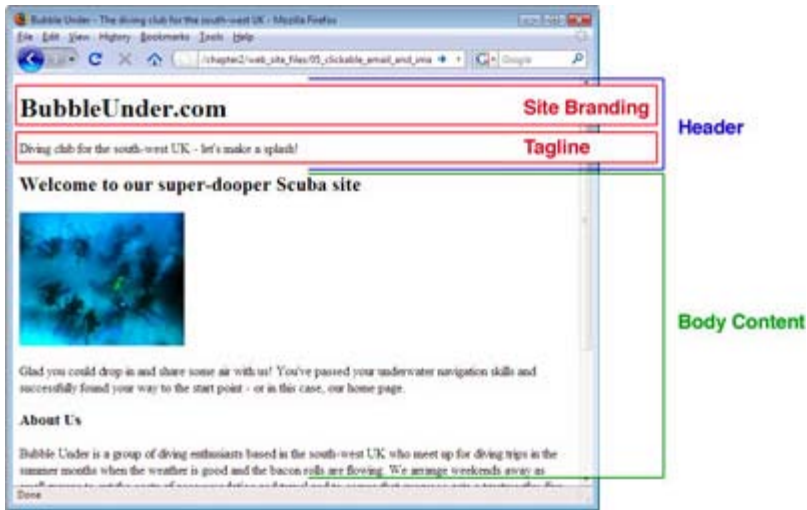 Bubble Under - The diving club for the south-west UK - Mozilla Firefox
File Edit View History Bookmarks Tools Help
/chapter2/web_site_files/05_clickable_email_and_ima
Google
BubbleUnder.com
Site Branding
Header
Diving club for the south-west UK - let's make a splash!
Tagline
Welcome to our super-dooper Scuba site
Body Content
Glad you could drop in and share some air with us! You've passed your underwater navigation skills and
successfully found your way to the start point - or in this case, our home page.
About Us
Bubble Under is a group of diving enthusiasts based in the south-west UK who meet up for diving trips in the
summer months when the weather is good and the bacon rolls are flowing. We arrange weekends away as
Done